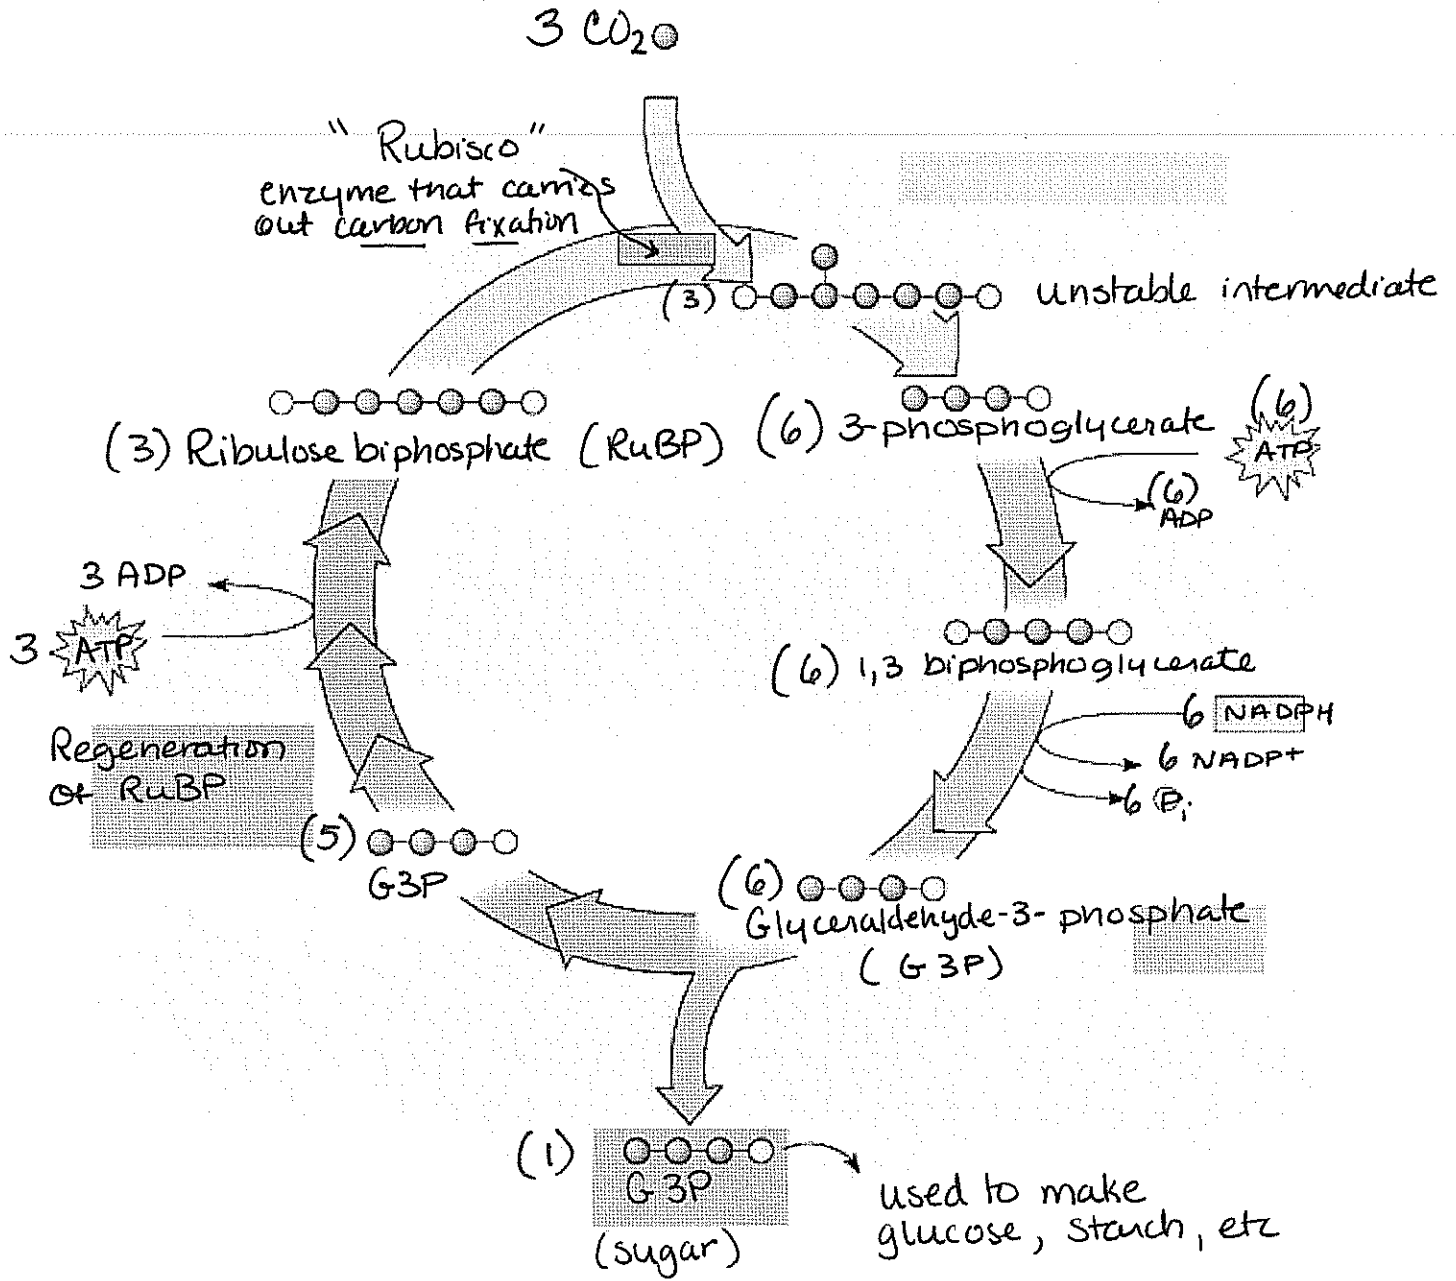 3 CO₂
"Rubisco"
enzyme that carries
out carbon fixation
(3)
unstable intermediate
(3) Ribulose biphosphate (RuBP)
(6) 3-phosphoglycerate
(6)
ATP
(6)
ADP
3 ADP
3 ATP
(6) 1,3 biphosphoglycerate
6 NADPH
6 NADP+
6 Pi
Regeneration
of RuBP
(5)
G3P
(6)
Glyceraldehyde-3-phosphate
(G3P)
(1)
G3P
(sugar)
used to make
glucose, starch, etc